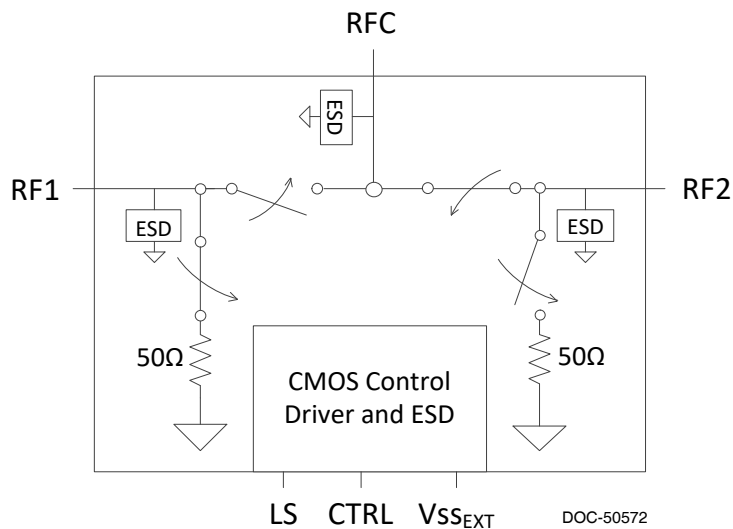 RFC
ESD
RF1
RF2
ESD
ESD
50Ω
50Ω
CMOS Control
Driver and ESD
LS CTRL VSSEXT
DOC-50572